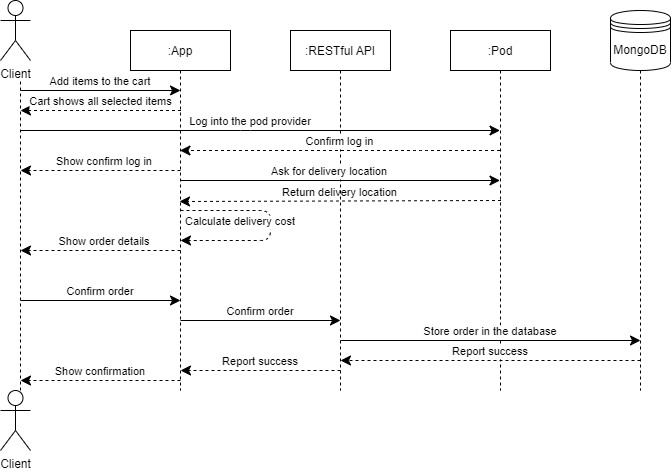 Client
:App
:RESTful API
:Pod
MongoDB
Add items to the cart
Cart shows all selected items
Log into the pod provider
Confirm log in
Show confirm log in
Ask for delivery location
Return delivery location
Calculate delivery cost
Show order details
Confirm order
Confirm order
Store order in the database
Report success
Report success
Show confirmation
Client